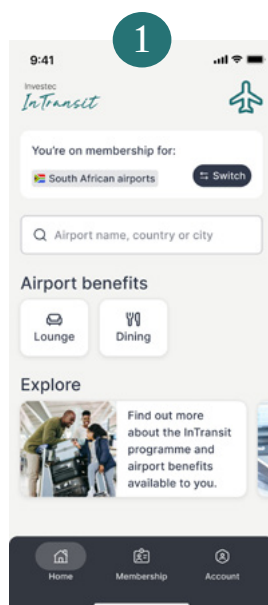 1
9:41
Investec
InTransit
You're on membership for:
South African airports
Switch
Airport name, country or city
Airport benefits
Lounge
Dining
Explore
Find out more
about the InTransit
programme and
airport benefits
available to you.
Home
Membership
Account